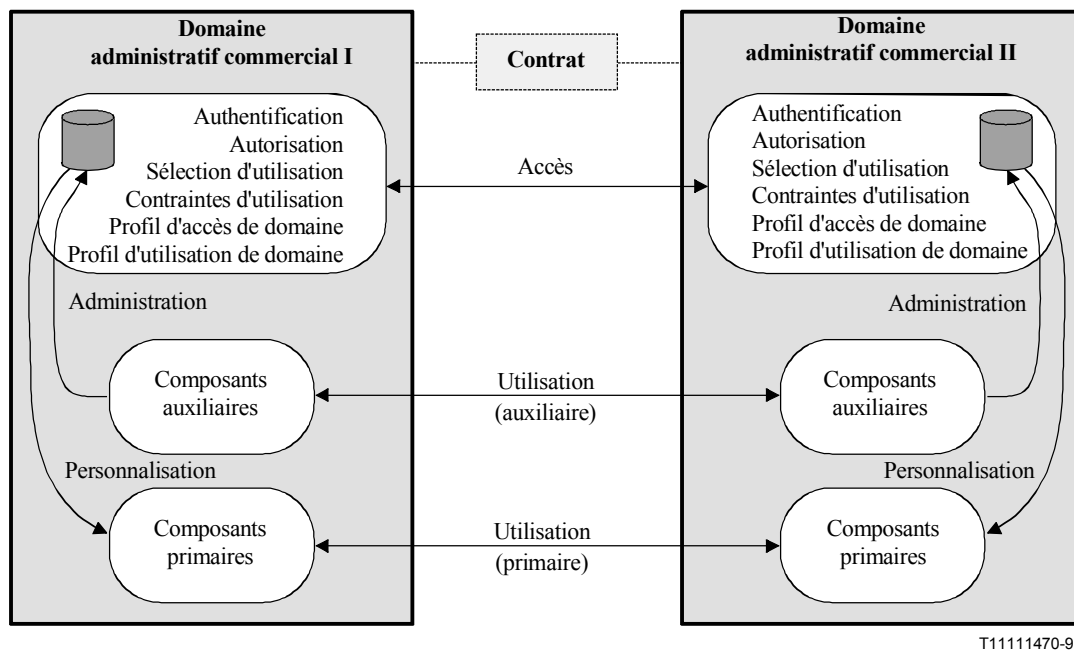 Domaine
administratif commercial I
Contrat
Domaine
administratif commercial II
Authentification
Autorisation
Sélection d'utilisation
Contraintes d'utilisation
Profil d'accès de domaine
Profil d'utilisation de domaine
Accès
Authentification
Autorisation
Sélection d'utilisation
Contraintes d'utilisation
Profil d'accès de domaine
Profil d'utilisation de domaine
Administration
Administration
Composants
auxiliaires
Utilisation
(auxiliaire)
Composants
auxiliaires
Personnalisation
Personnalisation
Composants
primaires
Utilisation
(primaire)
Composants
primaires
T11111470-9